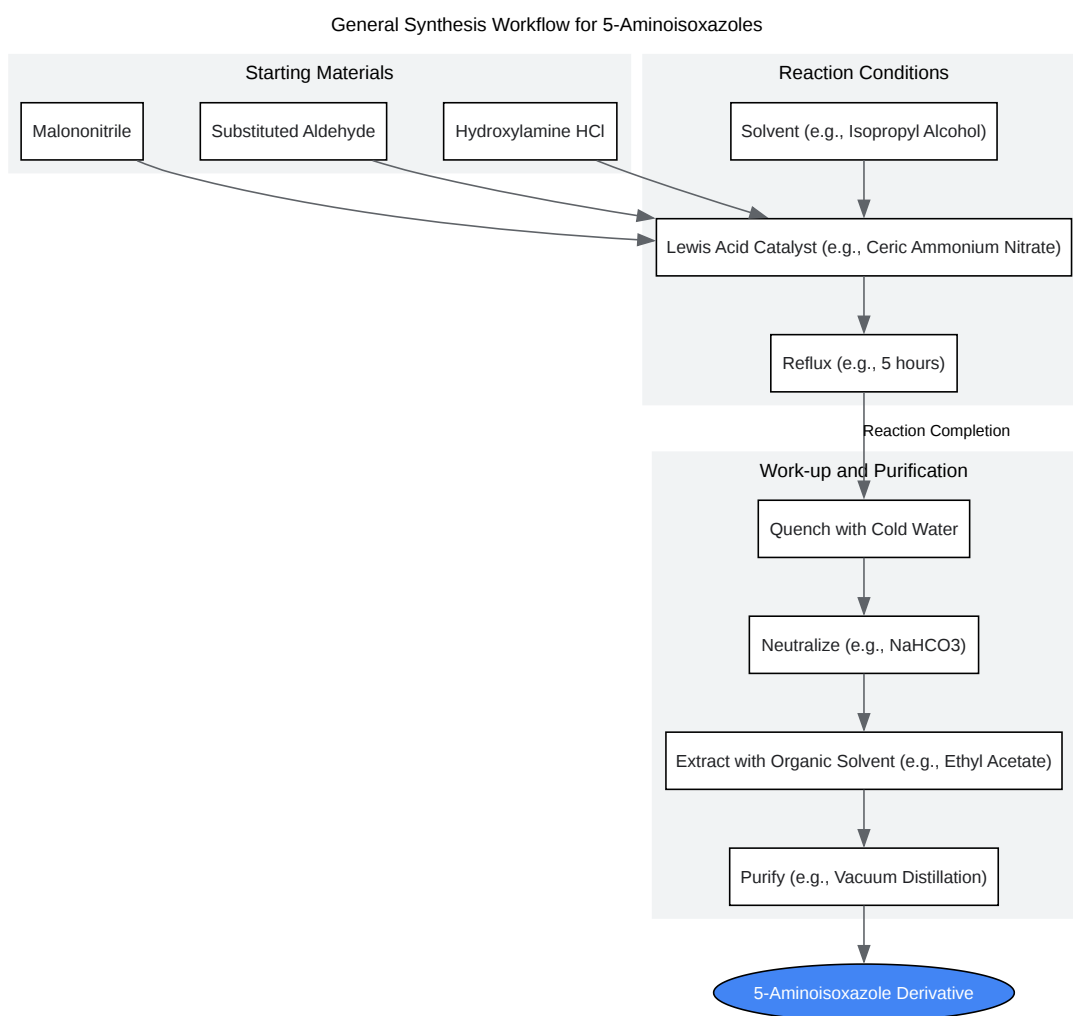 General Synthesis Workflow for 5-Aminoisoxazoles
Starting Materials
Malononitrile
Substituted Aldehyde
Hydroxylamine HCl
Reaction Conditions
Solvent (e.g., Isopropyl Alcohol)
Lewis Acid Catalyst (e.g., Ceric Ammonium Nitrate)
Reflux (e.g., 5 hours)
Reaction Completion
Work-up and Purification
Quench with Cold Water
Neutralize (e.g., NaHCO3)
Extract with Organic Solvent (e.g., Ethyl Acetate)
Purify (e.g., Vacuum Distillation)
5-Aminoisoxazole Derivative